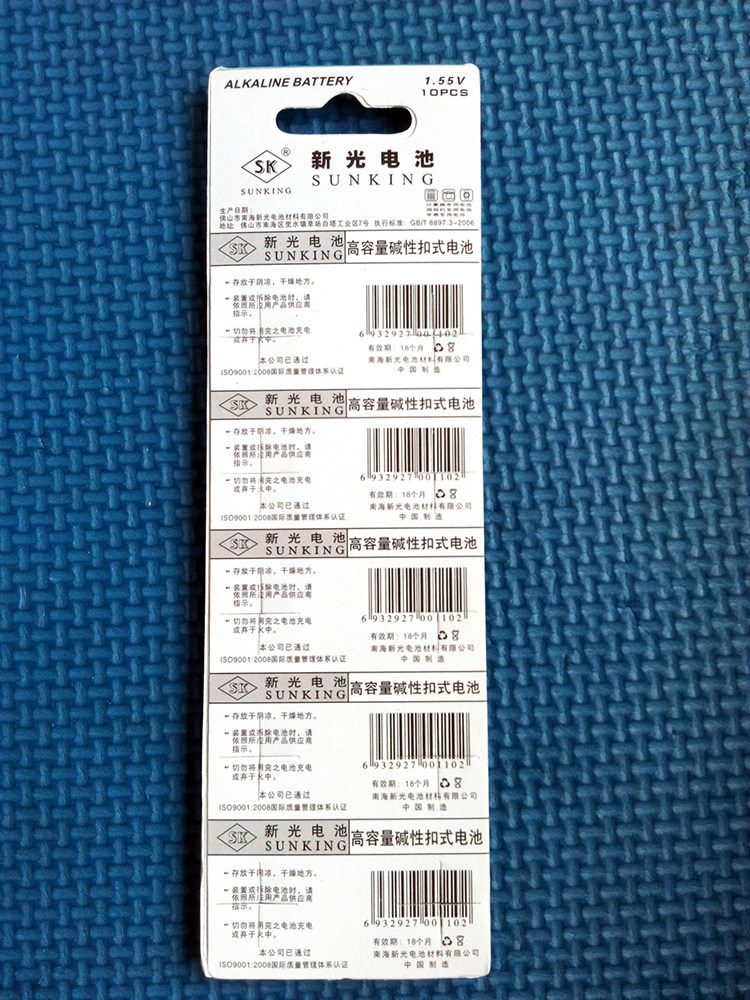 ALKALINE BATTERY 1.55V
10PCS
SK®
SUNKING
新光电池
SUNKING
计算器专用电池
照相机专用电池
手表专用电池
生产日期:
佛山市南海新光电池材料有限公司
地址: 佛山市南海区里水镇草场白塔工业区7号 执行标准: GB/T 8897.3-2006
SK 新光电池 高容量碱性扣式电池
SUNKING
存放于阴凉,干燥地方。
装置或拆除电池时,请
依照所应用产品供应商
指示。
切勿将用完之电池充电
或弃于火中。
本公司已通过
ISO9001:2008国际质量管理体系认证
6 932927 001102
有效期: 18个月
南海新光电池材料有限公司
中国制造
SK 新光电池 高容量碱性扣式电池
SUNKING
存放于阴凉,干燥地方。
装置或拆除电池时,请
依照所应用产品供应商
指示。
切勿将用完之电池充电
或弃于火中。
本公司已通过
ISO9001:2008国际质量管理体系认证
6 932927 001102
有效期: 18个月
南海新光电池材料有限公司
中国制造
SK 新光电池 高容量碱性扣式电池
SUNKING
存放于阴凉,干燥地方。
装置或拆除电池时,请
依照所应用产品供应商
指示。
切勿将用完之电池充电
或弃于火中。
本公司已通过
ISO9001:2008国际质量管理体系认证
6 932927 001102
有效期: 18个月
南海新光电池材料有限公司
中国制造
SK 新光电池 高容量碱性扣式电池
SUNKING
存放于阴凉,干燥地方。
装置或拆除电池时,请
依照所应用产品供应商
指示。
切勿将用完之电池充电
或弃于火中。
本公司已通过
ISO9001:2008国际质量管理体系认证
6 932927 001102
有效期: 18个月
南海新光电池材料有限公司
中国制造
SK 新光电池 高容量碱性扣式电池
SUNKING
存放于阴凉,干燥地方。
装置或拆除电池时,请
依照所应用产品供应商
指示。
切勿将用完之电池充电
或弃于火中。
本公司已通过
ISO9001:2008国际质量管理体系认证
6 932927 001102
有效期: 18个月
南海新光电池材料有限公司
中国制造